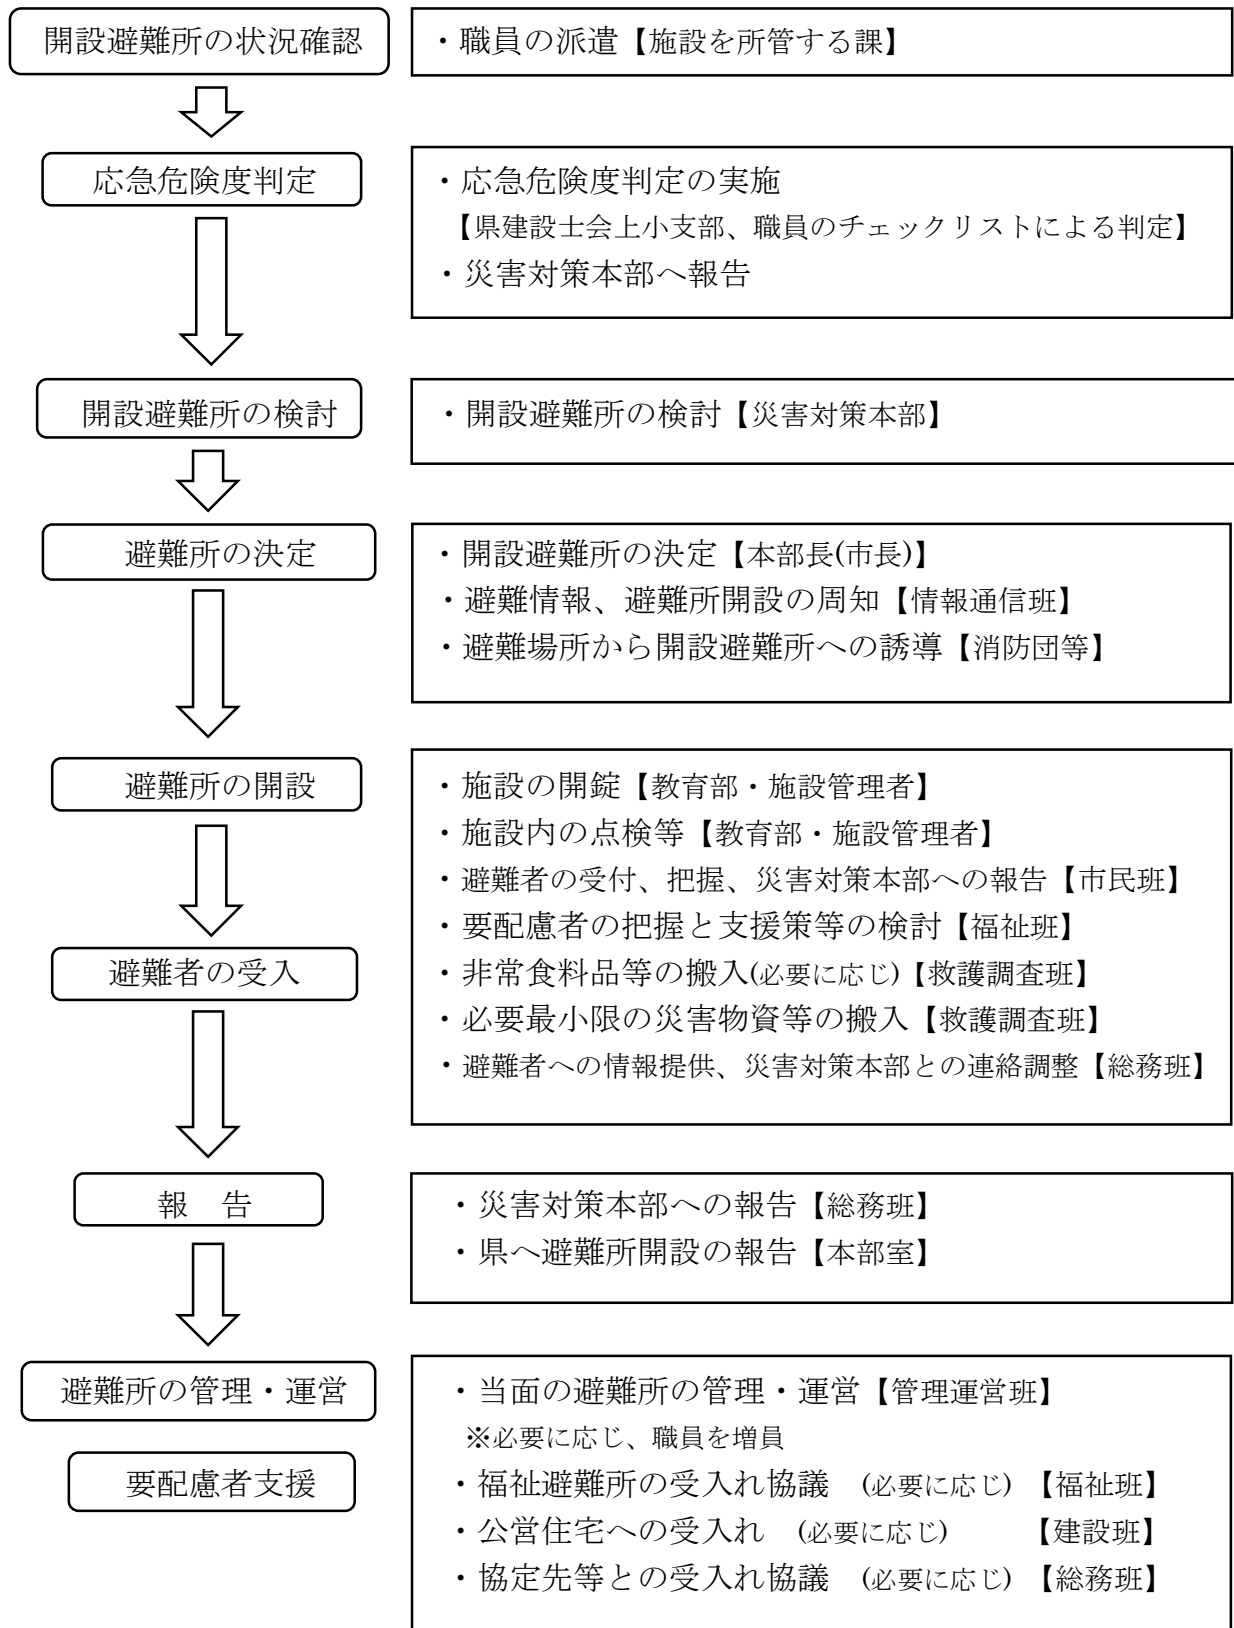 開設避難所の状況確認
・職員の派遣【施設を所管する課】
応急危険度判定
・応急危険度判定の実施
【県建設士会上小支部、職員のチェックリストによる判定】
・災害対策本部へ報告
開設避難所の検討
・開設避難所の検討【災害対策本部】
避難所の決定
・開設避難所の決定【本部長(市長)】
・避難情報、避難所開設の周知【情報通信班】
・避難場所から開設避難所への誘導【消防団等】
避難所の開設
避難者の受入
・施設の開錠【教育部・施設管理者】
・施設内の点検等【教育部・施設管理者】
・避難者の受付、把握、災害対策本部への報告【市民班】
・要配慮者の把握と支援策等の検討【福祉班】
・非常食料品等の搬入(必要に応じ)【救護調査班】
・必要最小限の災害物資等の搬入【救護調査班】
・避難者への情報提供、災害対策本部との連絡調整【総務班】
報　告
・災害対策本部への報告【総務班】
・県へ避難所開設の報告【本部室】
避難所の管理・運営
要配慮者支援
・当面の避難所の管理・運営【管理運営班】
※必要に応じ、職員を増員
・福祉避難所の受入れ協議　(必要に応じ)　【福祉班】
・公営住宅への受入れ　(必要に応じ)　　　【建設班】
・協定先等との受入れ協議　(必要に応じ)　【総務班】